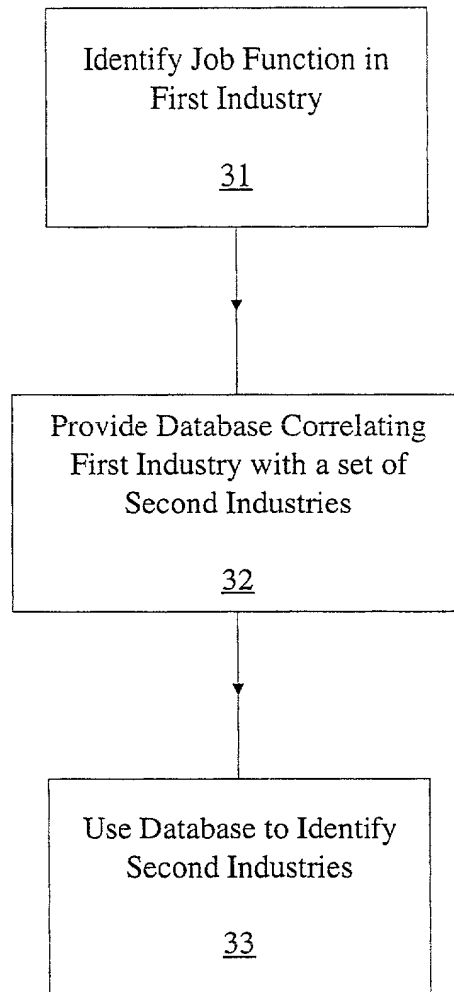 Identify Job Function in
First Industry
31
Provide Database Correlating
First Industry with a set of
Second Industries
32
Use Database to Identify
Second Industries
33